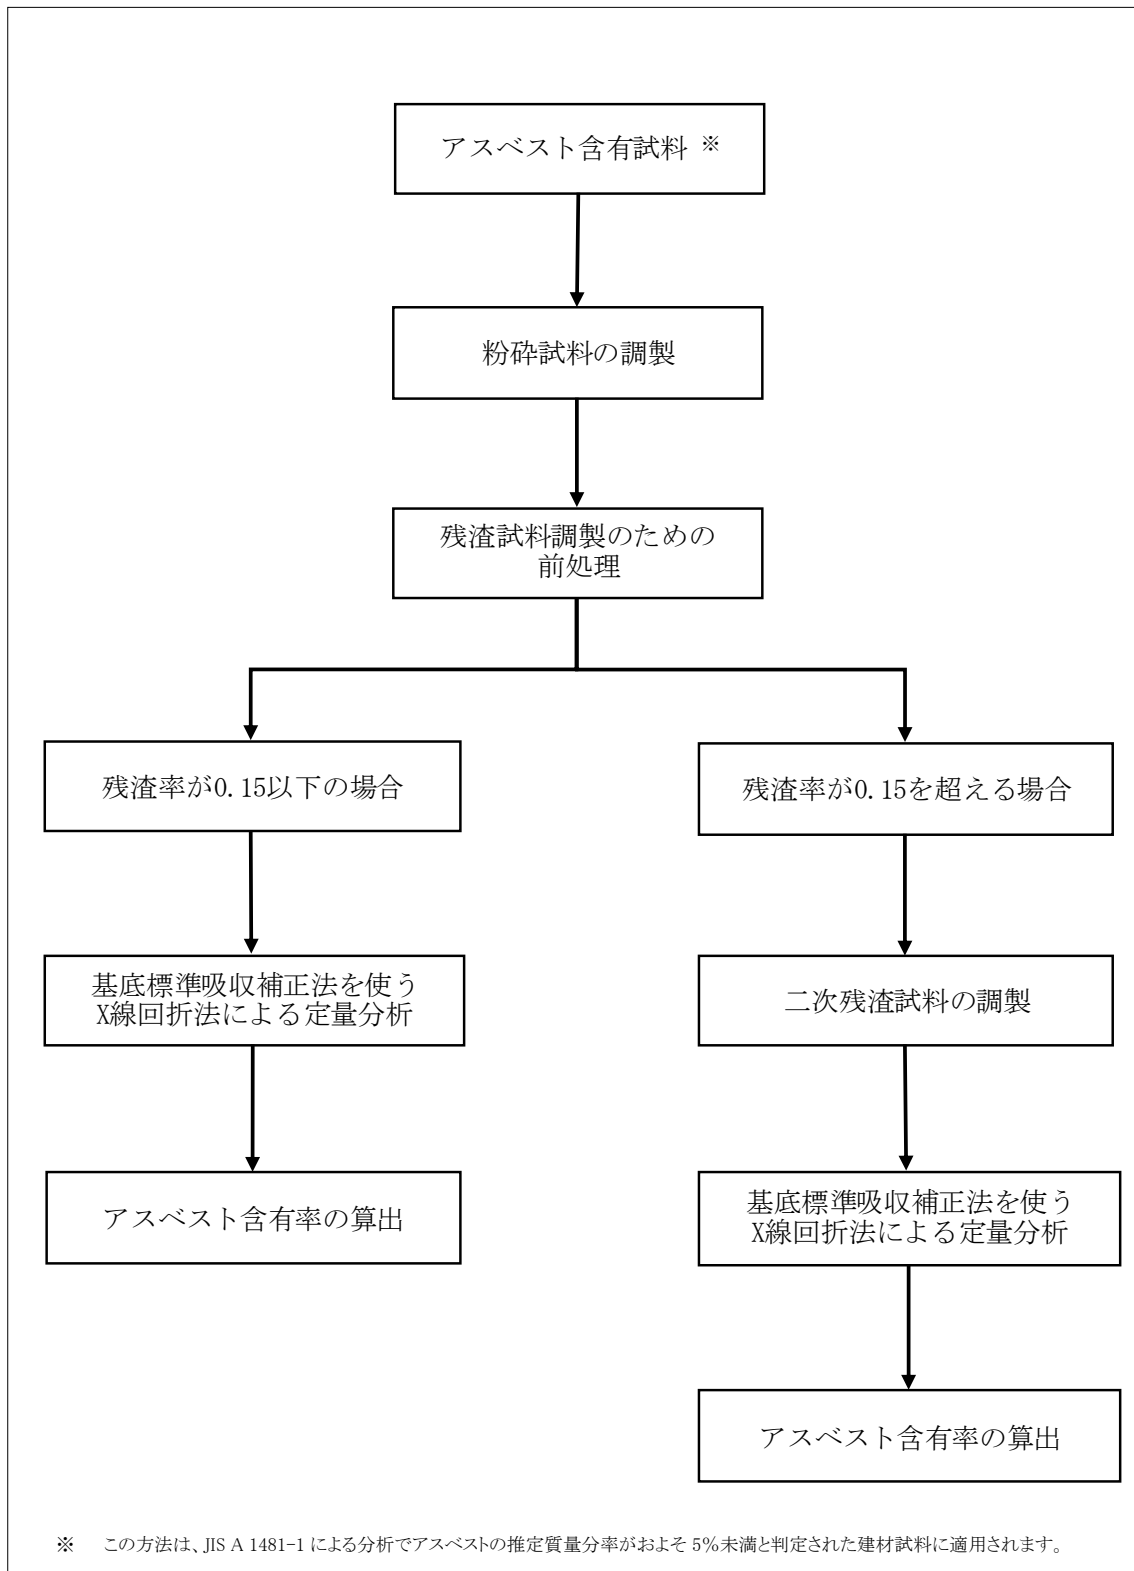 アスベスト含有試料 ※
粉砕試料の調製
残渣試料調製のための
前処理
残渣率が0.15以下の場合
残渣率が0.15を超える場合
基底標準吸収補正法を使う
X線回折法による定量分析
二次残渣試料の調製
アスベスト含有率の算出
基底標準吸収補正法を使う
X線回折法による定量分析
アスベスト含有率の算出
※ この方法は、JIS A 1481-1 による分析でアスベストの推定質量分率がおよそ 5%未満と判定された建材試料に適用されます。